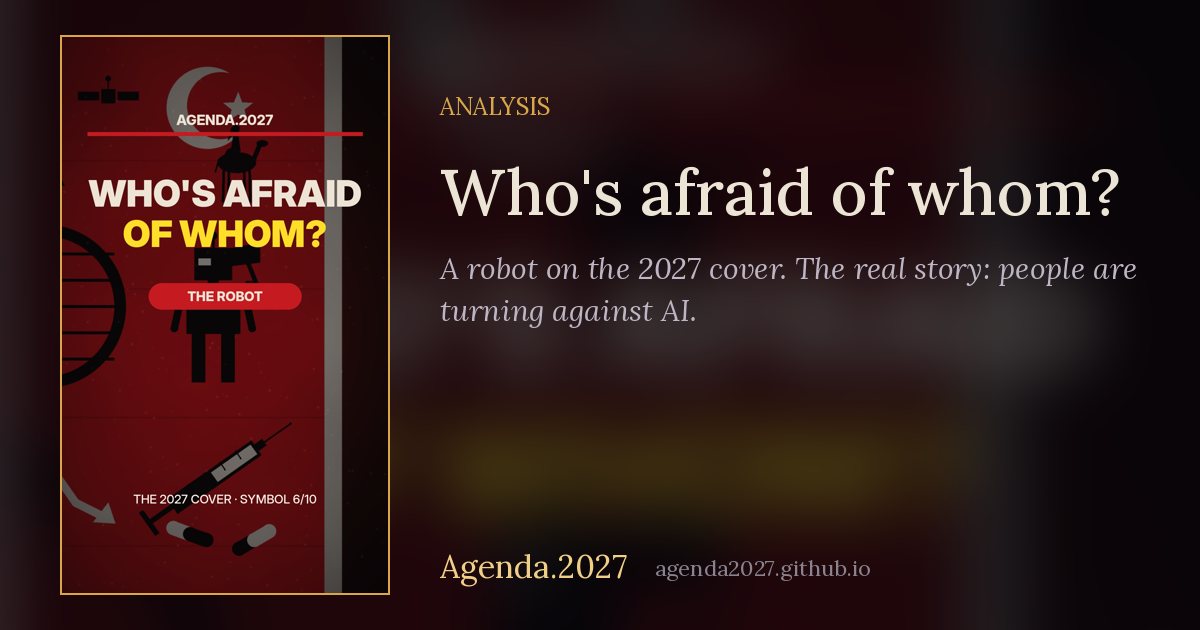 AGENDA.2027
WHO'S AFRAID
OF WHOM?
THE ROBOT
THE 2027 COVER · SYMBOL 6/10
ANALYSIS
Who's afraid of whom?
A robot on the 2027 cover. The real story: people are
turning against AI.
Agenda.2027
agenda2027.github.io